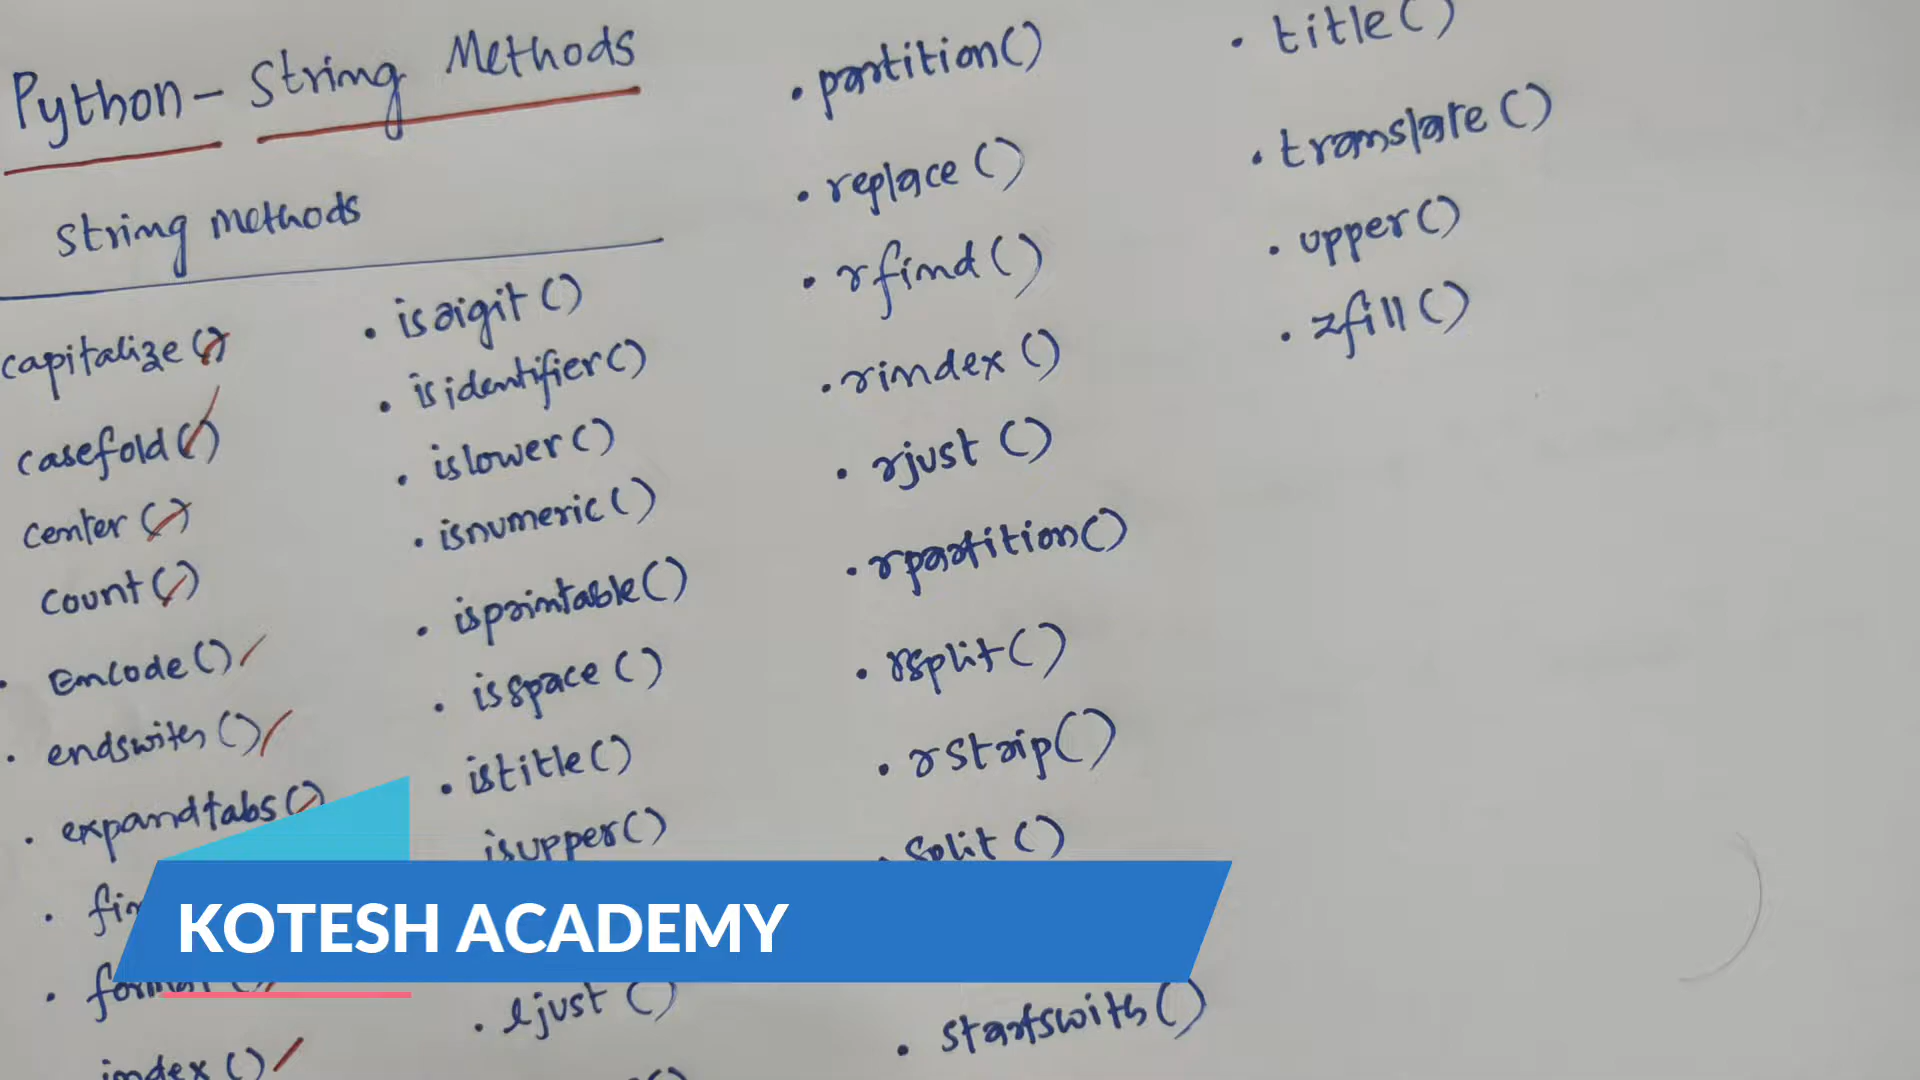 Python - String Methods
String methods
capitalize()
casefold()
center()
count()
• Encode()
• endswith()
• expandtabs()
• format()
index()
• isdigit()
• isidentifier()
• islower()
• isnumeric()
• isprintable()
• isspace()
• istitle()
isupper()
• ljust()
• partition()
• replace()
• rfind()
• rindex()
• rjust()
• rpartition()
• rsplit()
• rstrip()
• split()
• startswith()
• title()
• translate()
• upper()
• zfill()
KOTESH ACADEMY